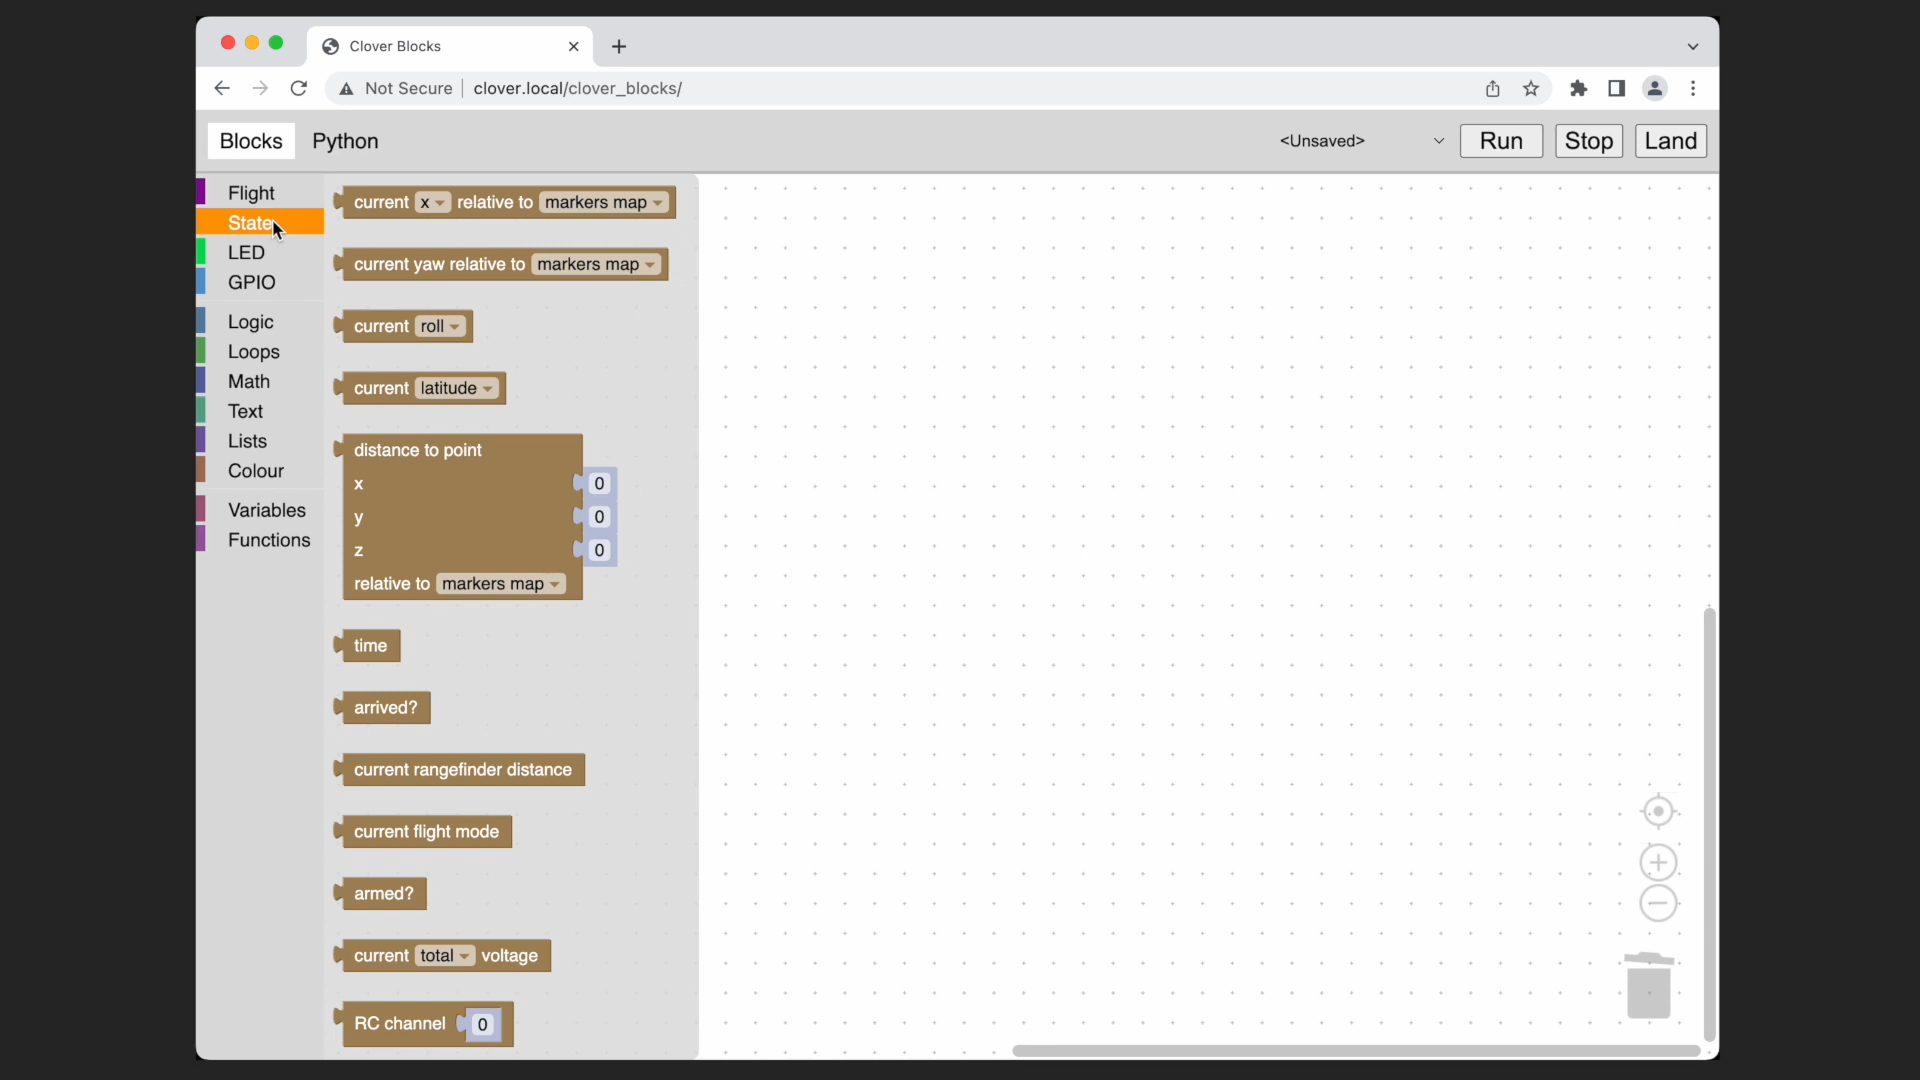 Clover Blocks
Not Secure clover.local/clover_blocks/
Blocks Python <Unsaved> Run Stop Land
Flight
State
LED
GPIO
Logic
Loops
Math
Text
Lists
Colour
Variables
Functions
current x relative to markers map
current yaw relative to markers map
current roll
current latitude
distance to point
x 0
y 0
z 0
relative to markers map
time
arrived?
current rangefinder distance
current flight mode
armed?
current total voltage
RC channel 0